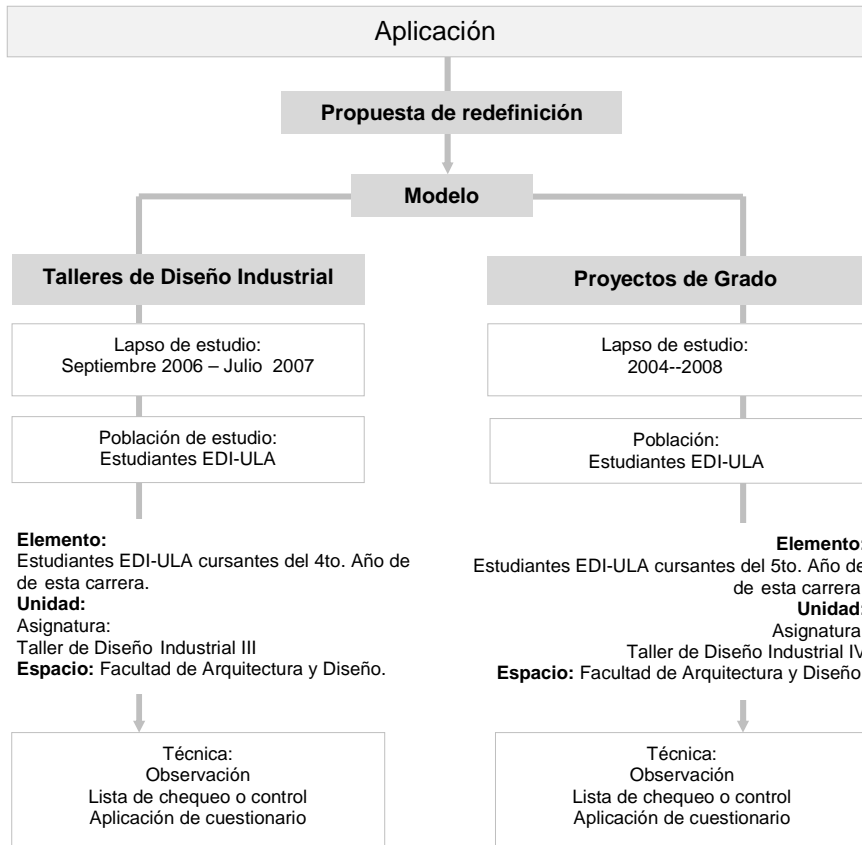 Aplicación
Propuesta de redefinición
Modelo
Talleres de Diseño Industrial
Lapso de estudio:
Septiembre 2006 – Julio 2007
Población de estudio:
Estudiantes EDI-ULA
Elemento:
Estudiantes EDI-ULA cursantes del 4to. Año de
de esta carrera.
Unidad:
Asignatura:
Taller de Diseño Industrial III
Espacio: Facultad de Arquitectura y Diseño.
Técnica:
Observación
Lista de chequeo o control
Aplicación de cuestionario
Proyectos de Grado
Lapso de estudio:
2004--2008
Población:
Estudiantes EDI-ULA
Elemento:
Estudiantes EDI-ULA cursantes del 5to. Año de
de esta carrera
Unidad:
Asignatura
Taller de Diseño Industrial IV
Espacio: Facultad de Arquitectura y Diseño
Técnica:
Observación
Lista de chequeo o control
Aplicación de cuestionario